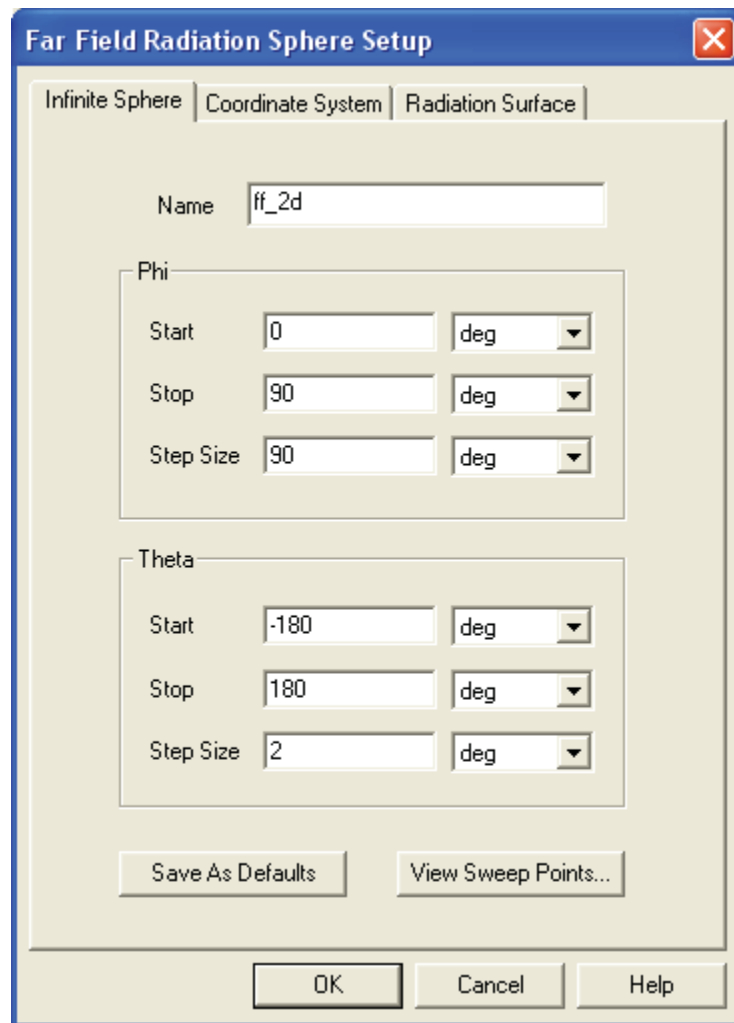 Far Field Radiation Sphere Setup
Infinite Sphere Coordinate System Radiation Surface
Name ff_2d
Phi
Start 0 deg
Stop 90 deg
Step Size 90 deg
Theta
Start -180 deg
Stop 180 deg
Step Size 2 deg
Save As Defaults View Sweep Points...
OK Cancel Help